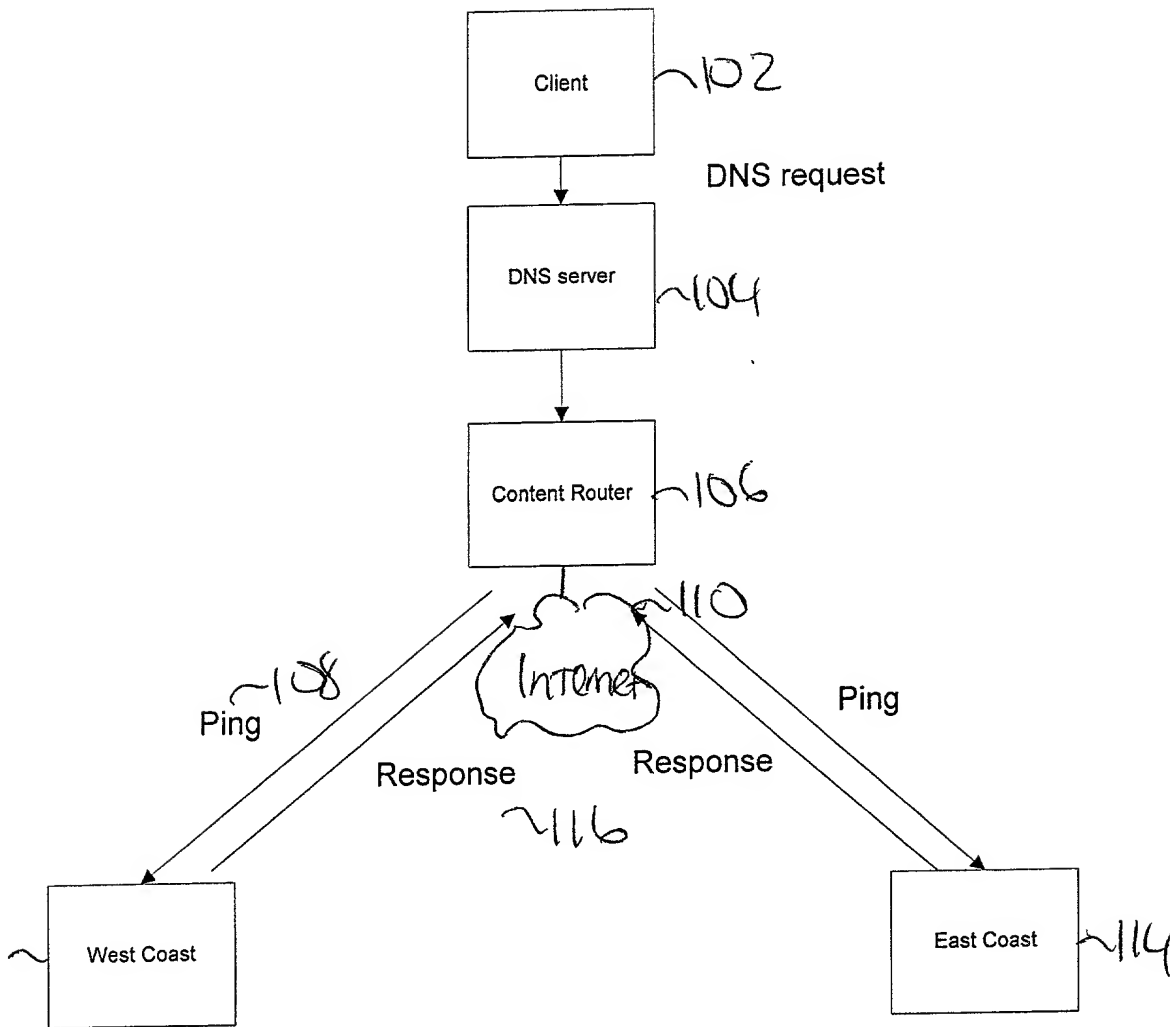 Client
~102
DNS request
DNS server
~104
Content Router
~106
~110
Internet
~108
Ping
Ping
Response
Response
~116
West Coast
East Coast
~114